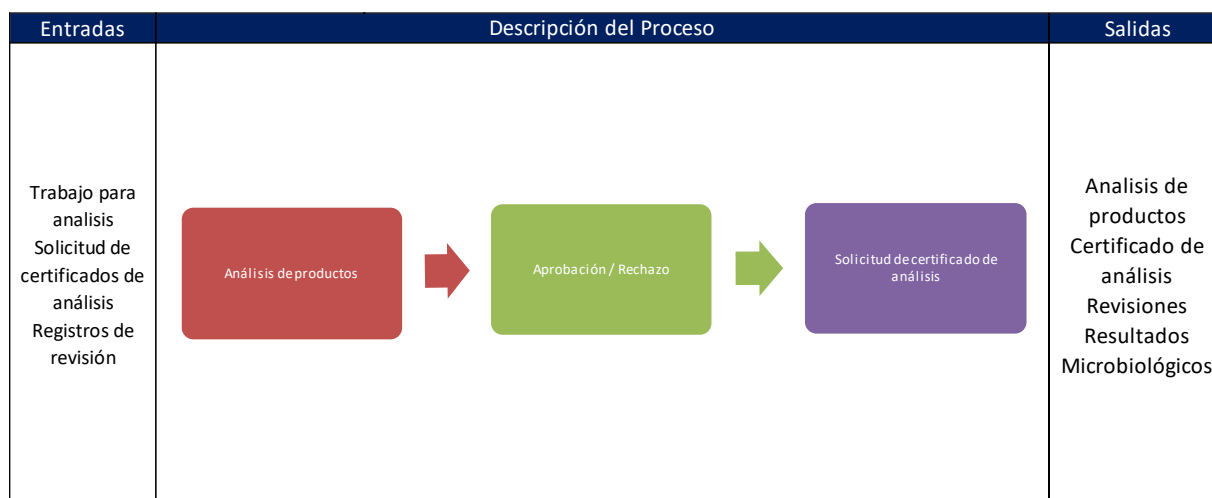 Entradas
Descripción del Proceso
Salidas
Trabajo para
analisis
Solicitud de
certificados de
análisis
Registros de
revisión
Análisis de productos
Aprobación / Rechazo
Solicitud de certificado de
análisis
Analisis de
productos
Certificado de
análisis
Revisiones
Resultados
Microbiológicos